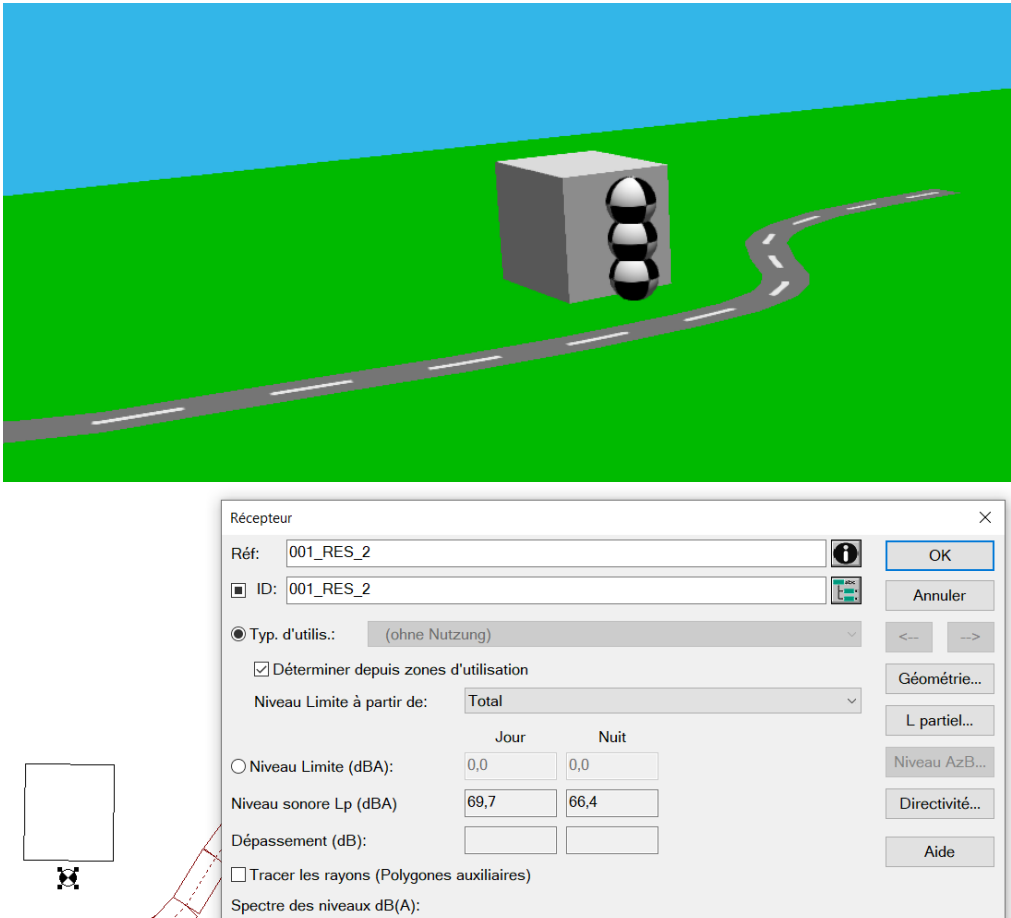 Récepteur
Réf: 001_RES_2
ID: 001_RES_2
OK
Annuler
Typ. d'utilis.: (ohne Nutzung)
<-- -->
Déterminer depuis zones d'utilisation
Géométrie...
Niveau Limite à partir de: Total
L partiel...
Jour Nuit
Niveau Limite (dBA): 0,0 0,0
Niveau AzB...
Niveau sonore Lp (dBA) 69,7 66,4
Directivité...
Dépassement (dB):
Aide
Tracer les rayons (Polygones auxiliaires)
Spectre des niveaux dB(A):